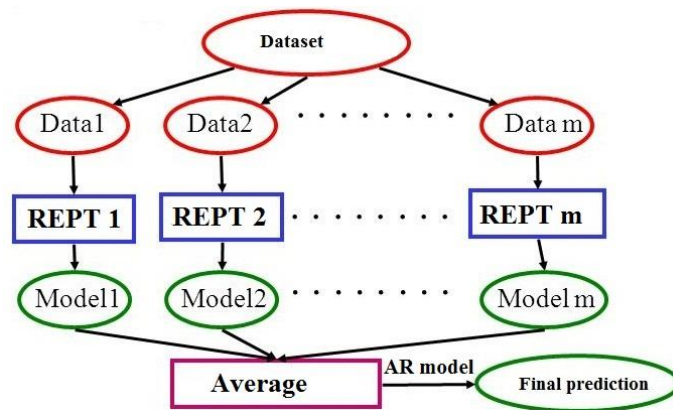 Dataset
Data1 Data2 . . . . . . . . Data m
REPT 1 REPT 2 . . . . . . . . REPT m
Model1 Model2 . . . . . . . . Model m
Average AR model Final prediction